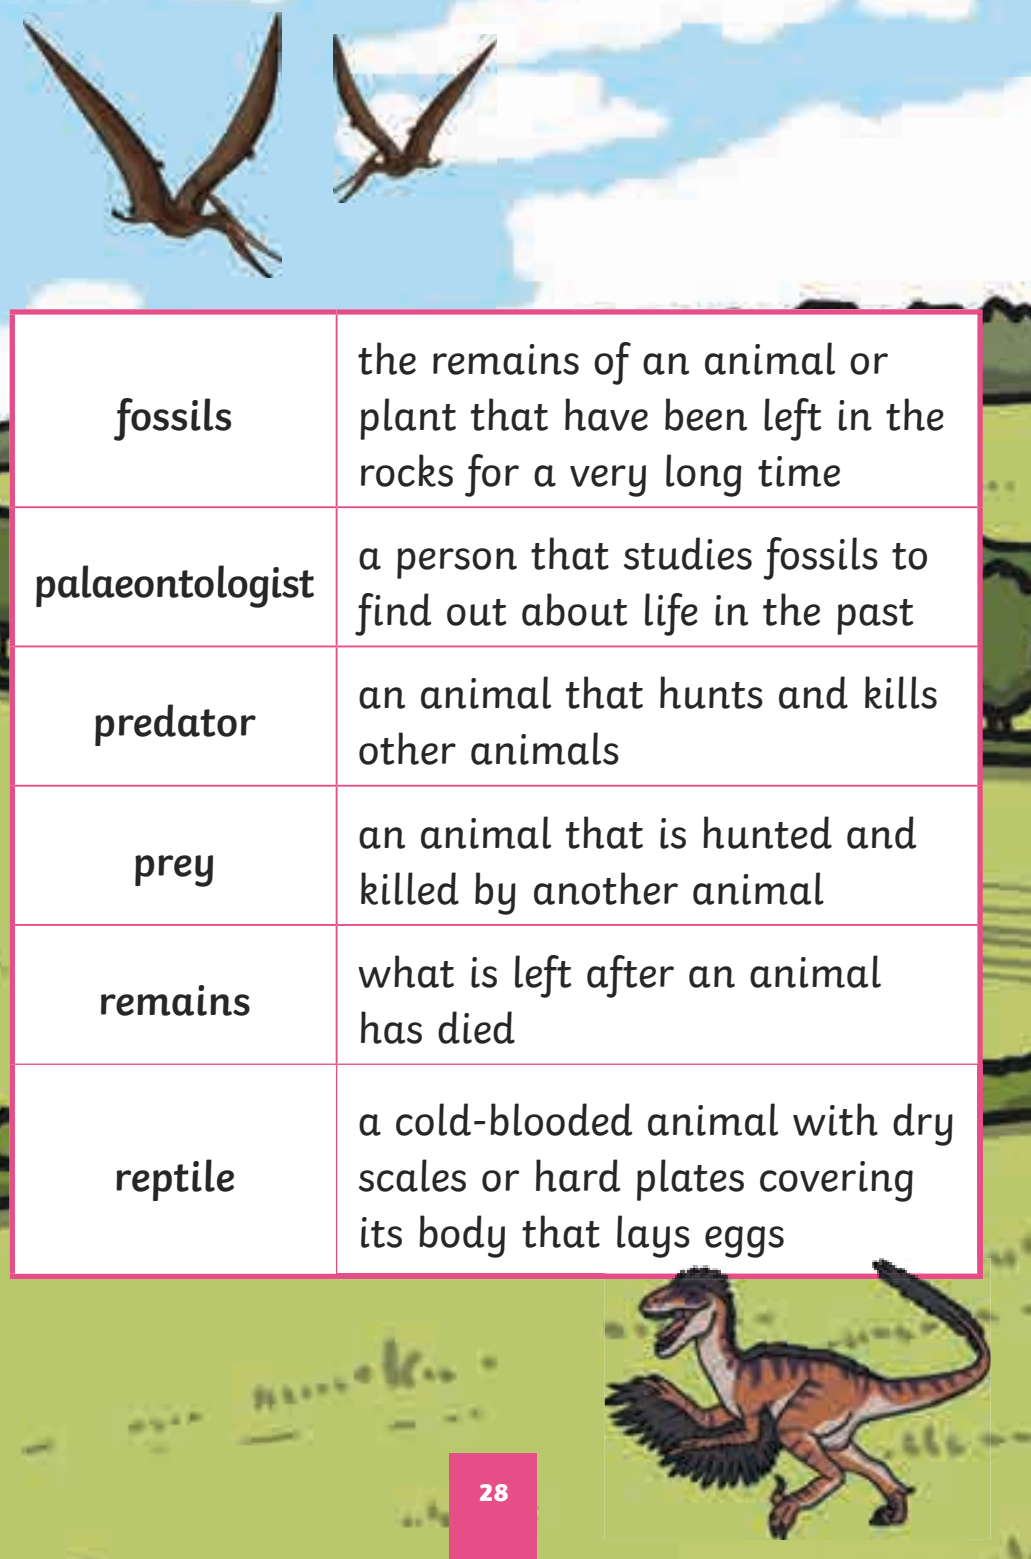 fossils
the remains of an animal or
plant that have been left in the
rocks for a very long time
palaeontologist
a person that studies fossils to
find out about life in the past
predator
an animal that hunts and kills
other animals
prey
an animal that is hunted and
killed by another animal
remains
what is left after an animal
has died
reptile
a cold-blooded animal with dry
scales or hard plates covering
its body that lays eggs
28